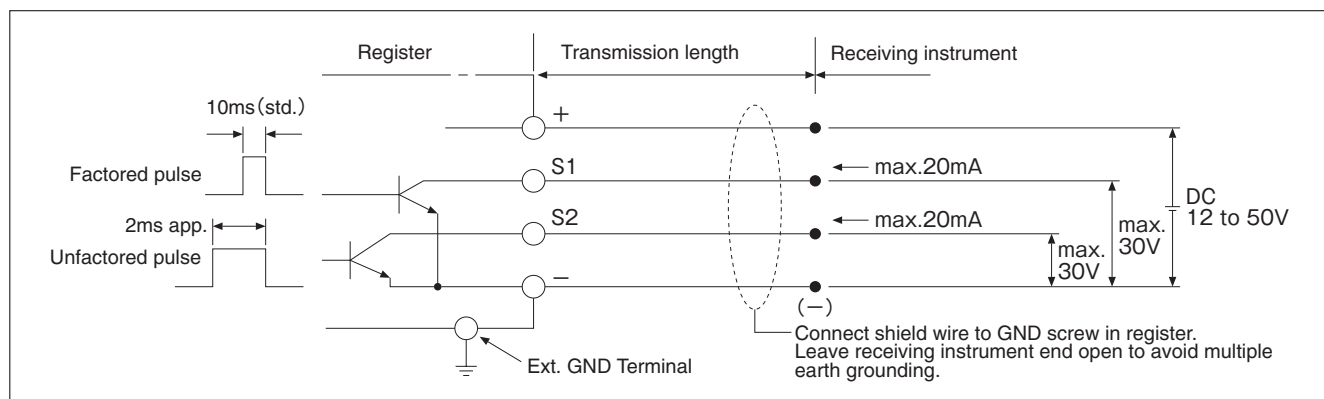 Register
Transmission length
Receiving instrument
10ms(std.)
+
Factored pulse
S1
max.20mA
2ms app.
Unfactored pulse
S2
max.20mA
DC
12 to 50V
max.
30V
max.
30V
−
(−)
Ext. GND Terminal
Connect shield wire to GND screw in register.
Leave receiving instrument end open to avoid multiple
earth grounding.